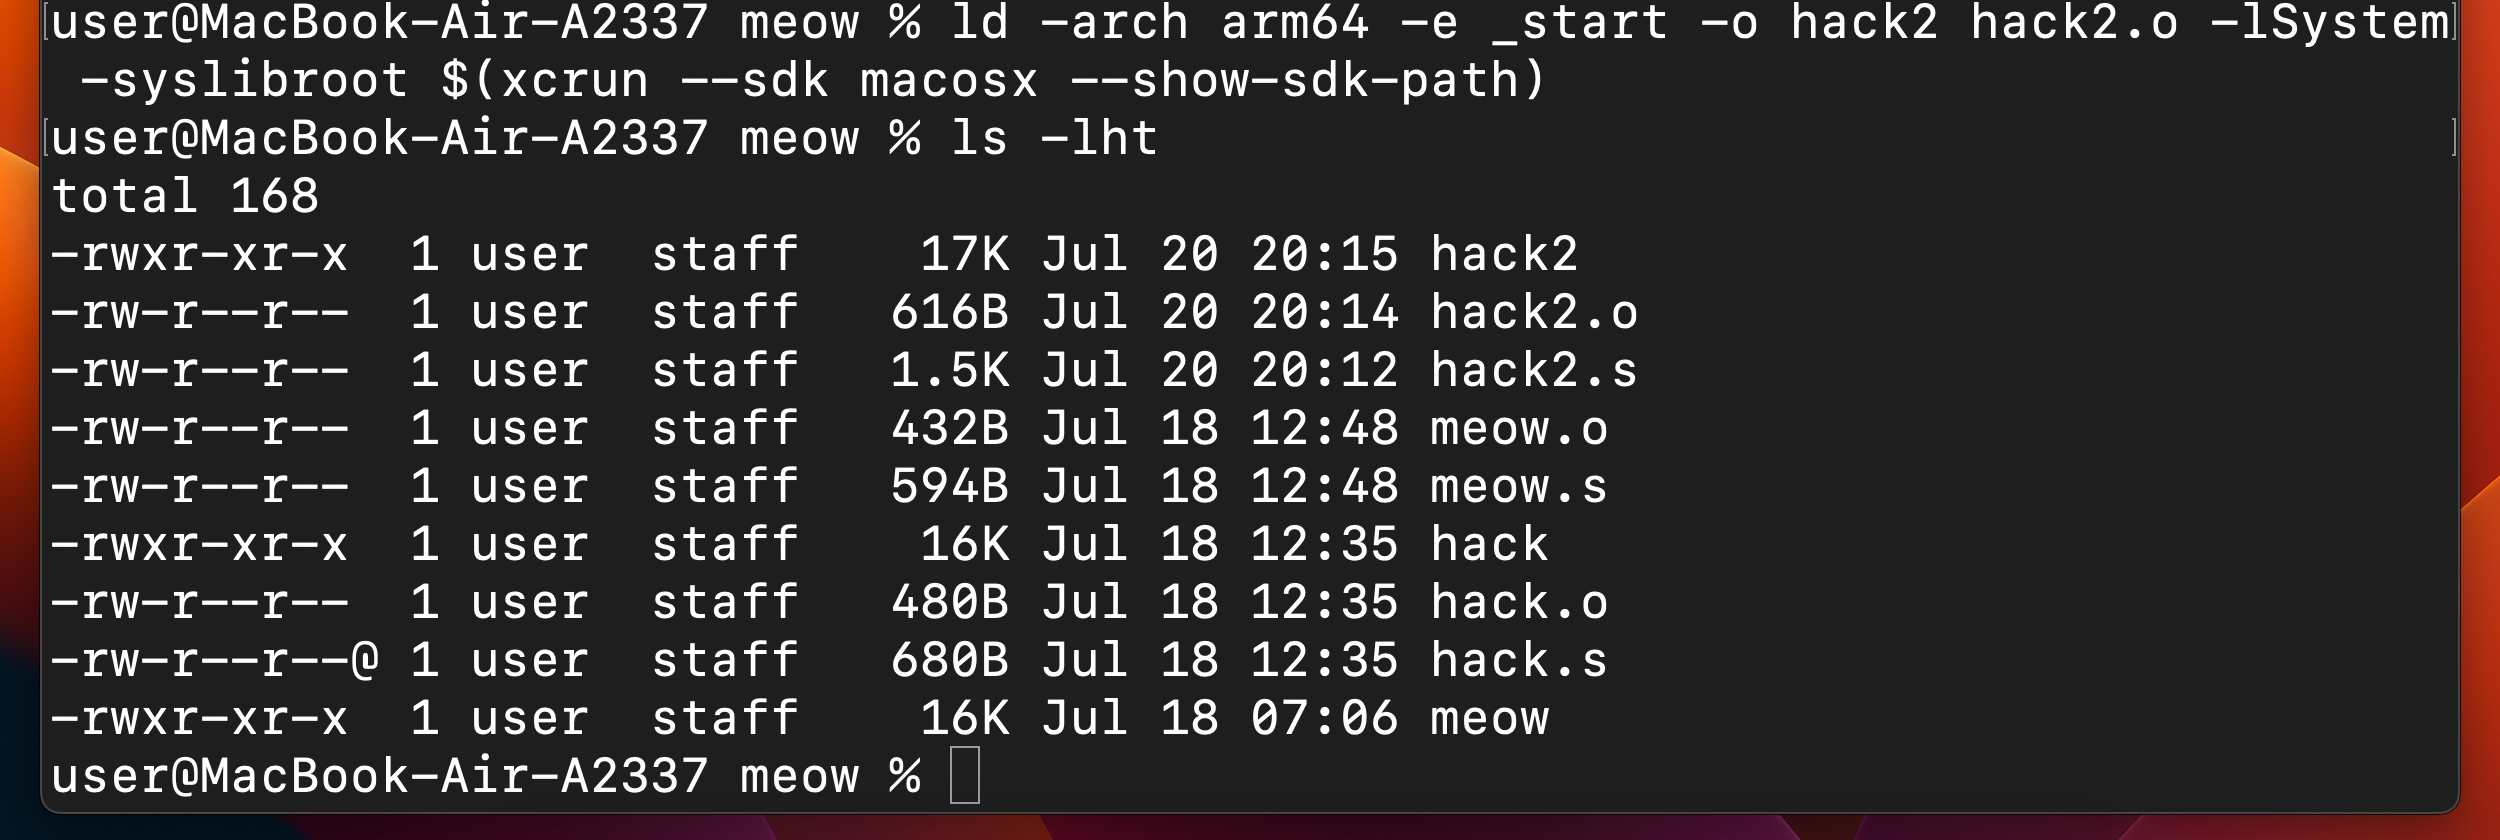 user@MacBook-Air-A2337 meow % ld -arch arm64 -e _start -o hack2 hack2.o -lSystem
 -syslibroot $(xcrun --sdk macosx --show-sdk-path)
user@MacBook-Air-A2337 meow % ls -lht
total 168
-rwxr-xr-x  1 user  staff    17K Jul 20 20:15 hack2
-rw-r--r--  1 user  staff   616B Jul 20 20:14 hack2.o
-rw-r--r--  1 user  staff   1.5K Jul 20 20:12 hack2.s
-rw-r--r--  1 user  staff   432B Jul 18 12:48 meow.o
-rw-r--r--  1 user  staff   594B Jul 18 12:48 meow.s
-rwxr-xr-x  1 user  staff    16K Jul 18 12:35 hack
-rw-r--r--  1 user  staff   480B Jul 18 12:35 hack.o
-rw-r--r--@ 1 user  staff   680B Jul 18 12:35 hack.s
-rwxr-xr-x  1 user  staff    16K Jul 18 07:06 meow
user@MacBook-Air-A2337 meow %